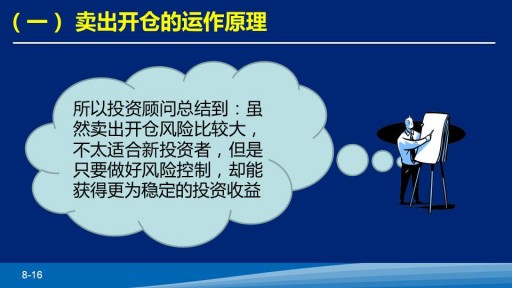 （一） 卖出开仓的运作原理
所以投资顾问总结到：虽
然卖出开仓风险比较大，
不太适合新投资者，但是
只要做好风险控制，却能
获得更为稳定的投资收益
8-16